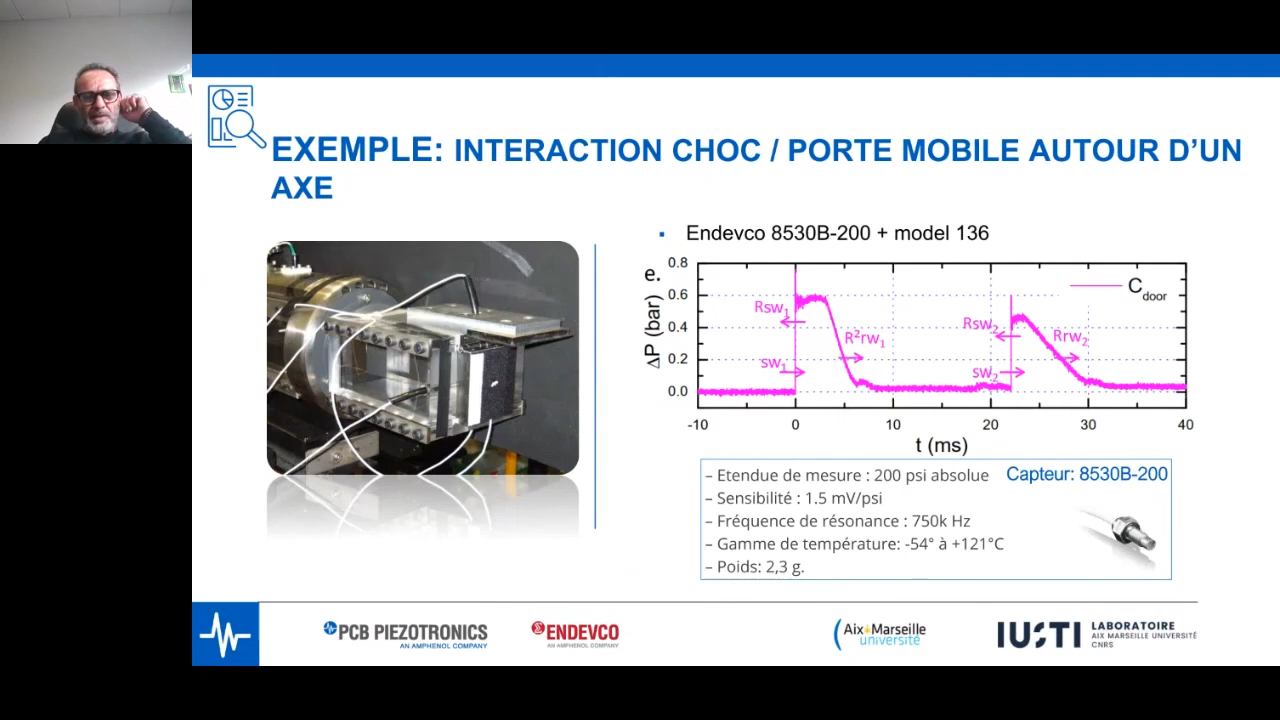 EXEMPLE: INTERACTION CHOC / PORTE MOBILE AUTOUR D’UN
AXE
▪ Endevco 8530B-200 + model 136
e.
ΔP (bar)
0.8
0.6
0.4
0.2
0.0
C door
Rsw1
sw1
R²rw1
Rsw2
sw2
Rrw2
-10 0 10 20 30 40
t (ms)
Capteur: 8530B-200
– Etendue de mesure : 200 psi absolue
– Sensibilité : 1.5 mV/psi
– Fréquence de résonance : 750k Hz
– Gamme de température: -54° à +121°C
– Poids: 2,3 g.
PCB PIEZOTRONICS
AN AMPHENOL COMPANY
ENDEVCO
AN AMPHENOL COMPANY
Aix Marseille
université
IUSTI
LABORATOIRE
AIX MARSEILLE UNIVERSITÉ
CNRS